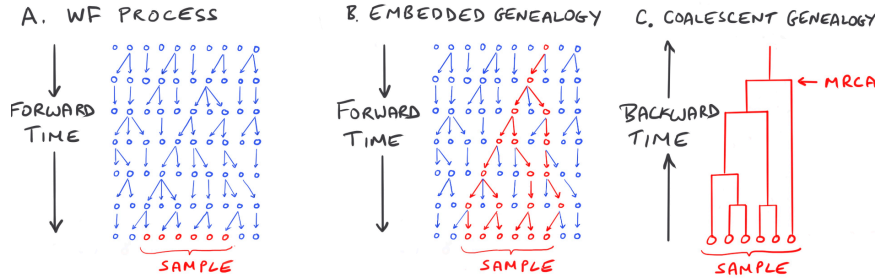 A. WF PROCESS
FORWARD
TIME
SAMPLE
B. EMBEDDED GENEALOGY
FORWARD
TIME
SAMPLE
C. COALESCENT GENEALOGY
MRCA
BACKWARD
TIME
SAMPLE